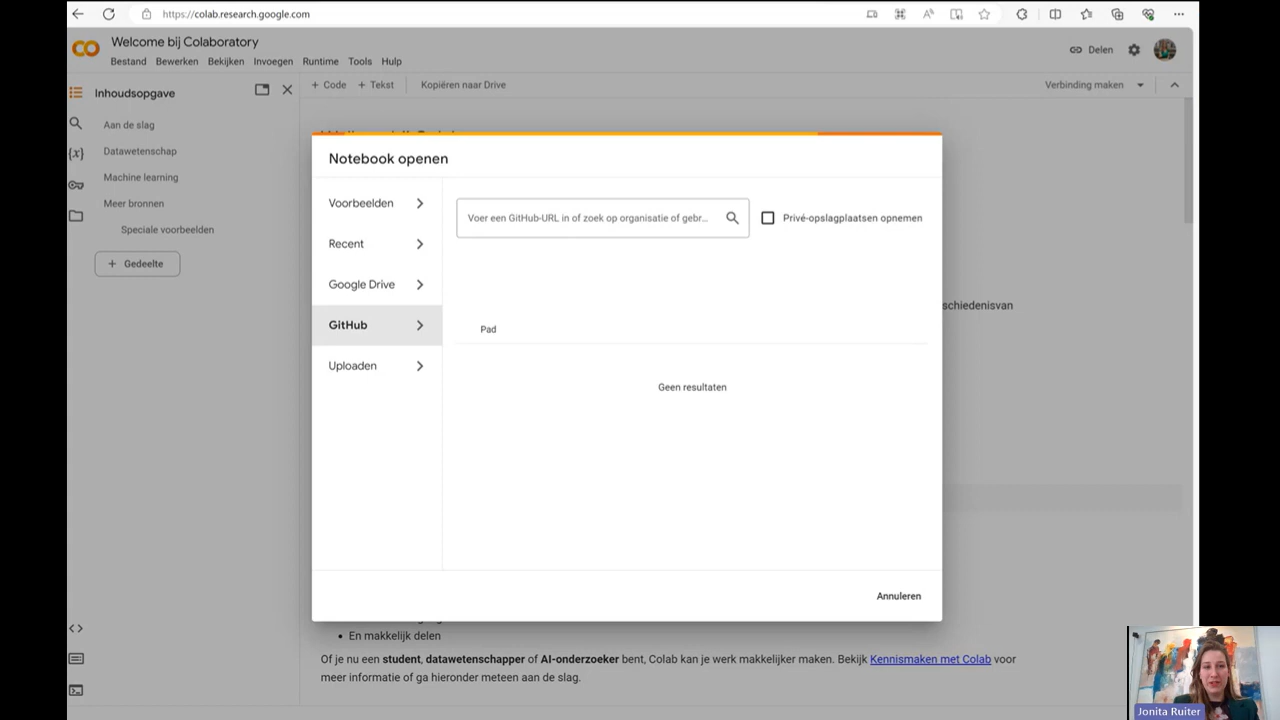 https://colab.research.google.com
Welcome bij Colaboratory
Bestand Bewerken Bekijken Invoegen Runtime Tools Hulp
Delen
Inhoudsopgave
+ Code + Tekst Kopiëren naar Drive
Verbinding maken
Aan de slag
Datawetenschap
Machine learning
Meer bronnen
Speciale voorbeelden
+ Gedeelte
Notebook openen
Voorbeelden
Recent
Google Drive
GitHub
Uploaden
Voer een GitHub-URL in of zoek op organisatie of gebr...
Privé-opslagplaatsen opnemen
Pad
Geen resultaten
Annuleren
schiedenisvan
• En makkelijk delen
Of je nu een student, datawetenschapper of AI-onderzoeker bent, Colab kan je werk makkelijker maken. Bekijk Kennismaken met Colab voor
meer informatie of ga hieronder meteen aan de slag.
Jonita Ruiter